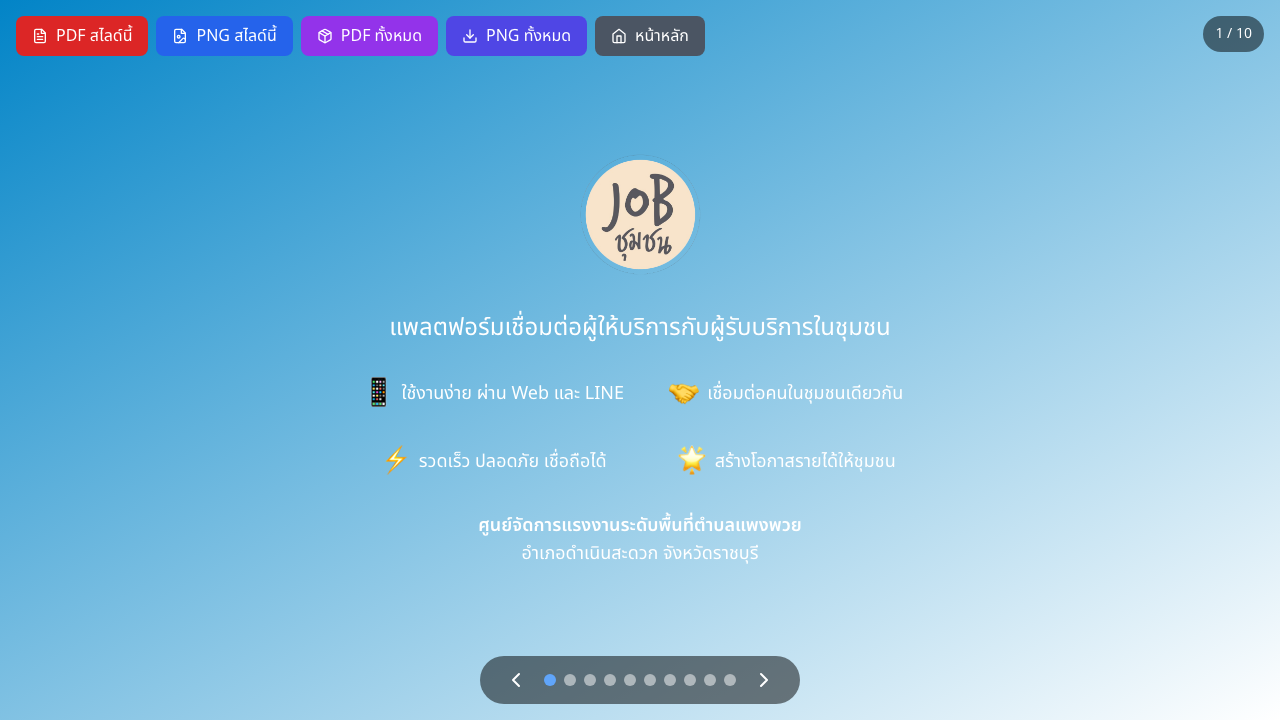 PDF สไลด์นี้
PNG สไลด์นี้
PDF ทั้งหมด
PNG ทั้งหมด
หน้าหลัก
1 / 10
JOB
ชุมชน
แพลตฟอร์มเชื่อมต่อผู้ให้บริการกับผู้รับบริการในชุมชน
ใช้งานง่าย ผ่าน Web และ LINE
เชื่อมต่อคนในชุมชนเดียวกัน
รวดเร็ว ปลอดภัย เชื่อถือได้
สร้างโอกาสรายได้ให้ชุมชน
ศูนย์จัดการแรงงานระดับพื้นที่ตำบลแพงพวย
อำเภอดำเนินสะดวก จังหวัดราชบุรี